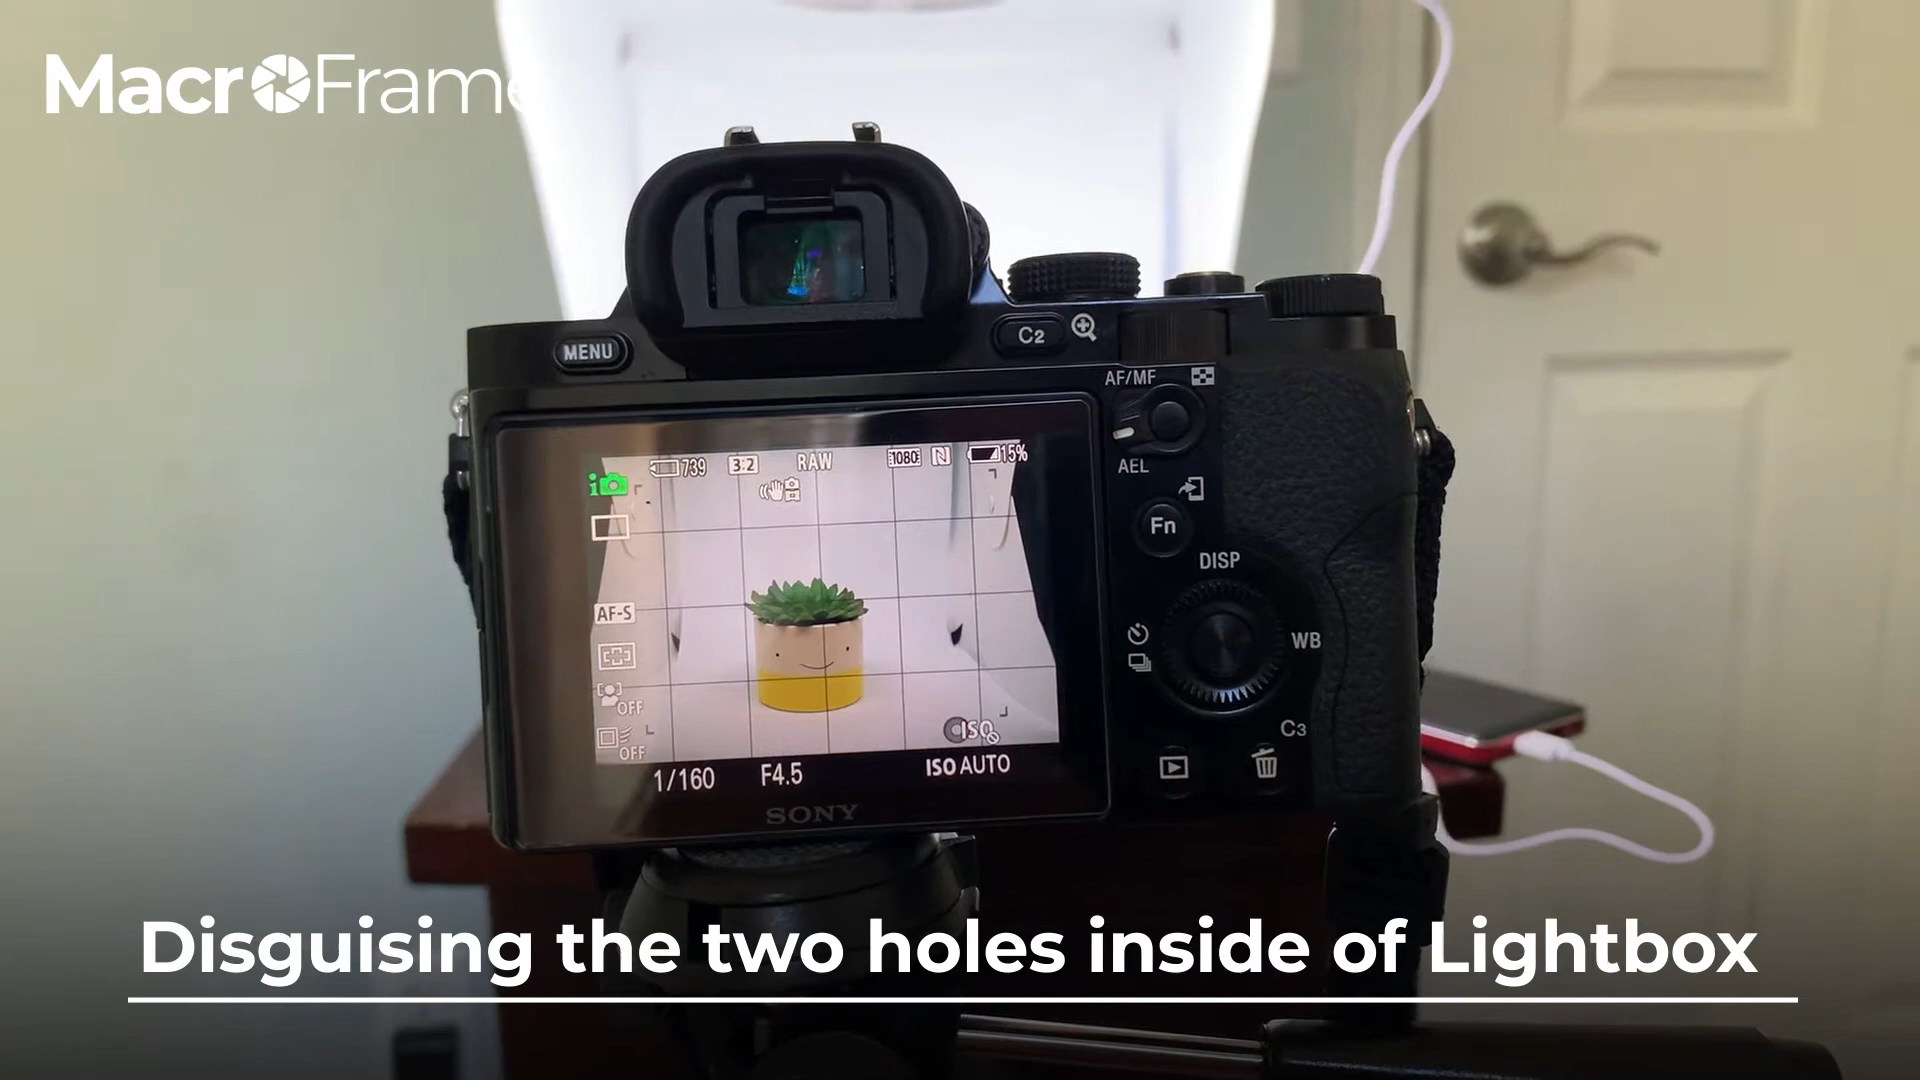 MacroFrame
MENU
C2
AF/MF
739 3:2 RAW 1080 N 15%
i
AEL
Fn
DISP
AF-S
WB
OFF
ISO
OFF
C3
1/160 F4.5 ISO AUTO
SONY
Disguising the two holes inside of Lightbox